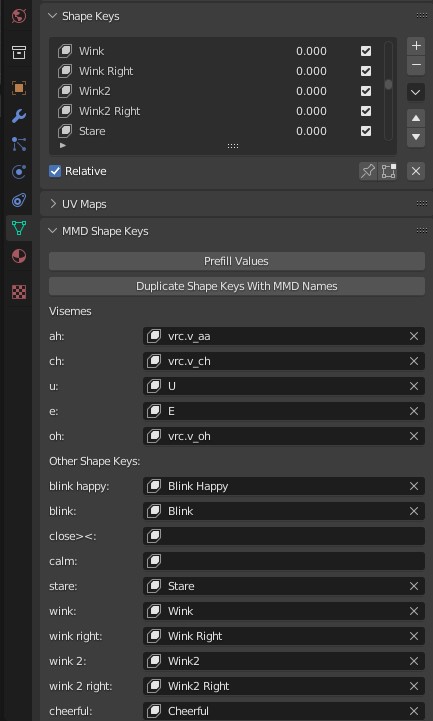 Shape Keys
Wink 0.000
Wink Right 0.000
Wink2 0.000
Wink2 Right 0.000
Stare 0.000
Relative
UV Maps
MMD Shape Keys
Prefill Values
Duplicate Shape Keys With MMD Names
Visemes
ah: vrc.v_aa
ch: vrc.v_ch
u: U
e: E
oh: vrc.v_oh
Other Shape Keys:
blink happy: Blink Happy
blink: Blink
close><:
calm:
stare: Stare
wink: Wink
wink right: Wink Right
wink 2: Wink2
wink 2 right: Wink2 Right
cheerful: Cheerful